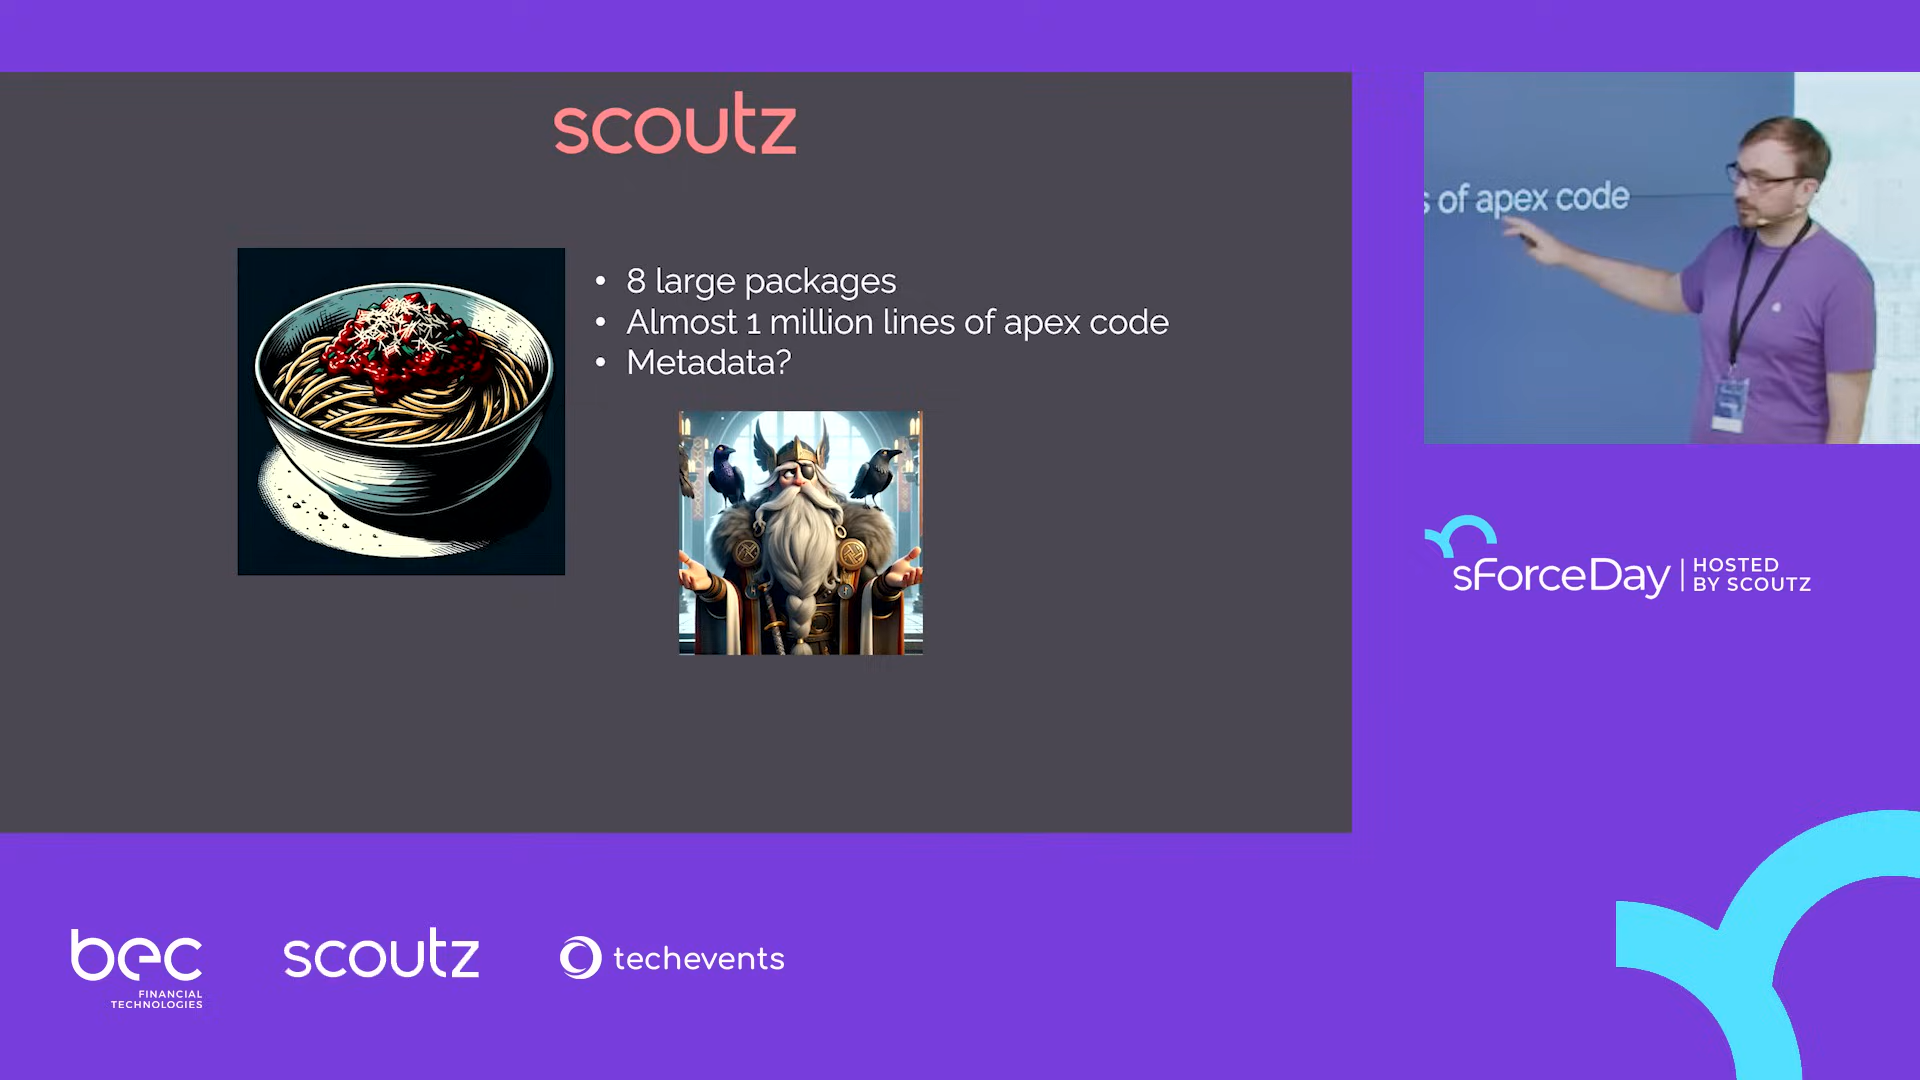 scoutz
• 8 large packages
• Almost 1 million lines of apex code
• Metadata?
of apex code
sForceDay | HOSTED
BY SCOUTZ
bec
FINANCIAL
TECHNOLOGIES
scoutz
techevents